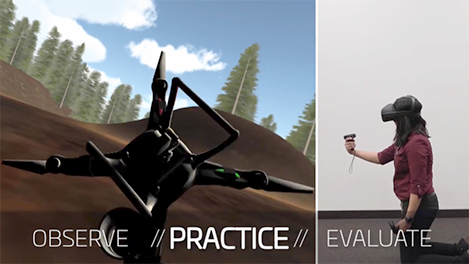 OBSERVE // PRACTICE // EVALUATE